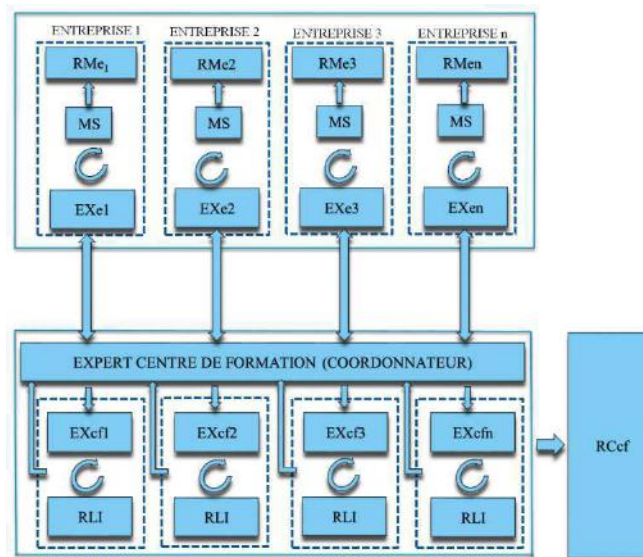 ENTREPRISE 1 ENTREPRISE 2 ENTREPRISE 3 ENTREPRISE n
RMe₁ RMe2 RMe3 RMen
MS MS MS MS
EXe1 EXe2 EXe3 EXen
EXPERT CENTRE DE FORMATION (COORDONNATEUR)
EXcf1 EXcf2 EXcf3 EXcfn
RCcf
RLI RLI RLI RLI